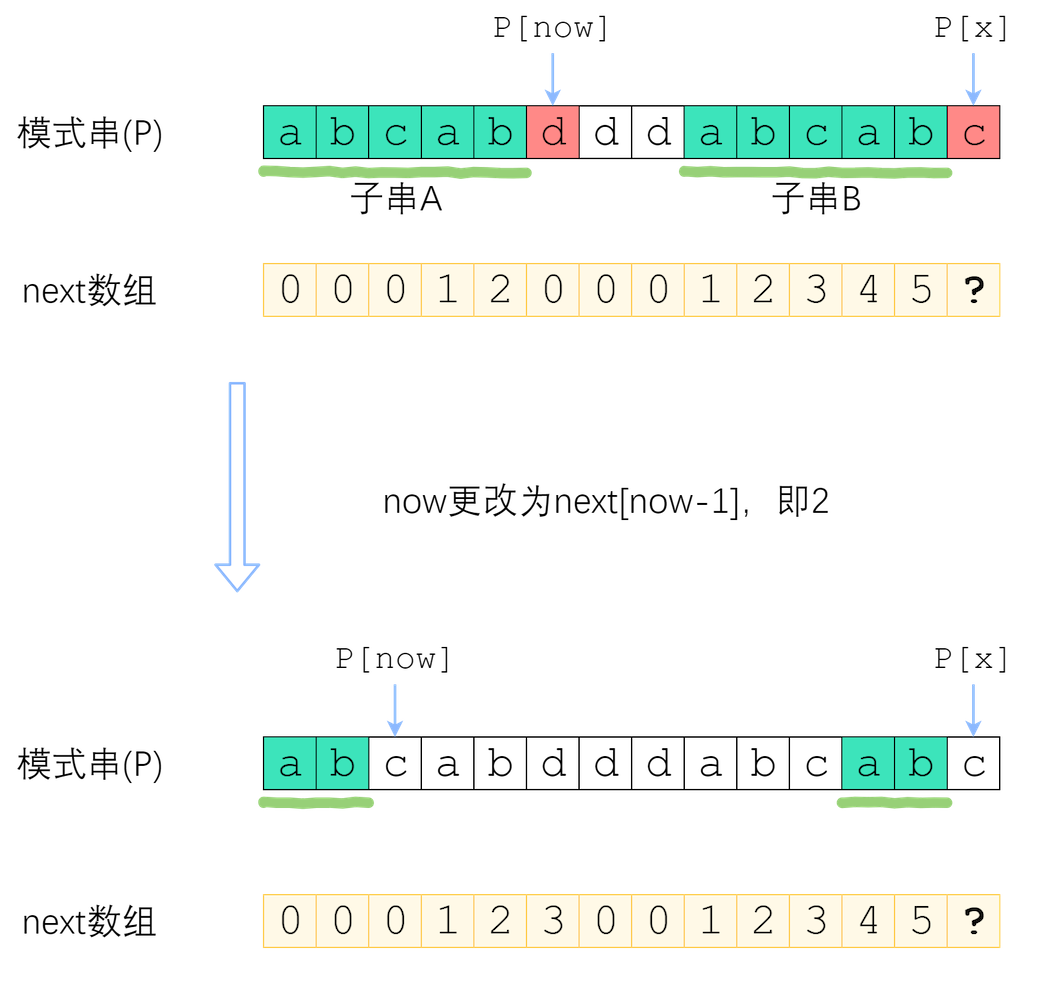 P[now] P[x]
模式串(P) a b c a b d d d a b c a b c
子串A 子串B
next数组 0 0 0 1 2 0 0 0 1 2 3 4 5 ?
now更改为next[now-1]，即2
P[now] P[x]
模式串(P) a b c a b d d d a b c a b c
next数组 0 0 0 1 2 3 0 0 1 2 3 4 5 ?